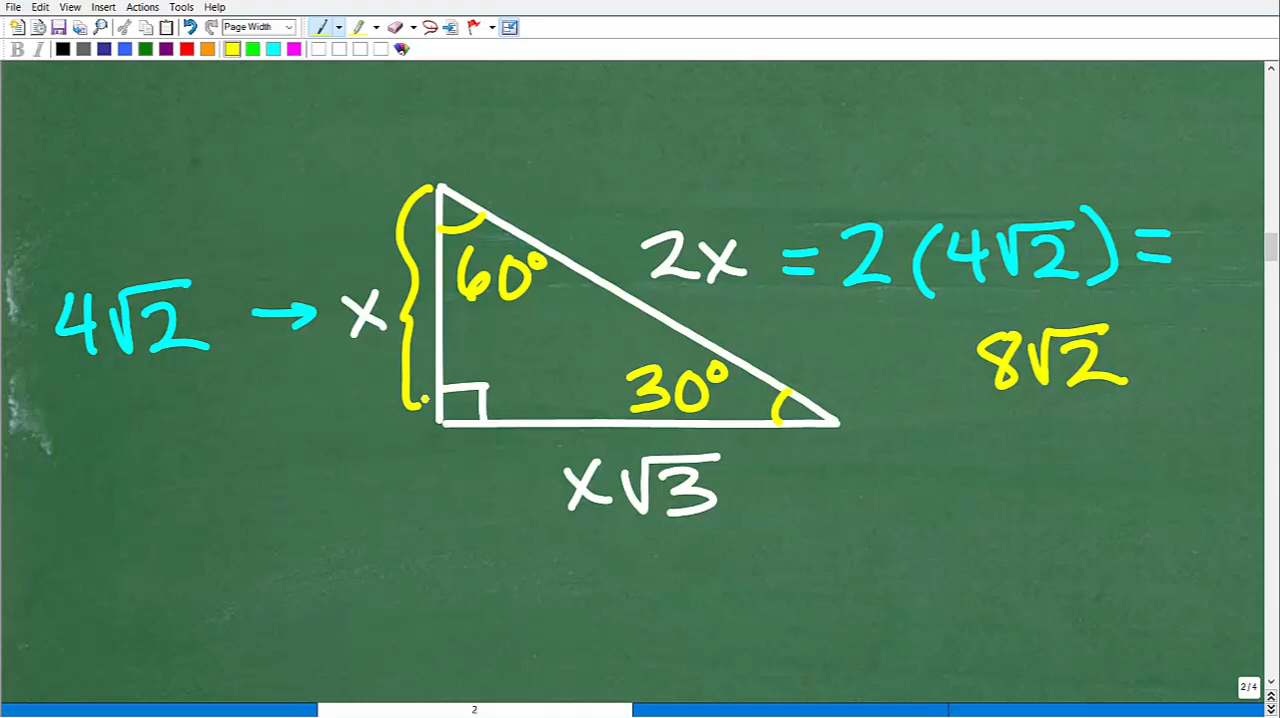 File Edit View Insert Actions Tools Help
Page Width
B I
60°
2x = 2 (4√2) =
4√2 → x
8√2
30°
x√3
2/4
2